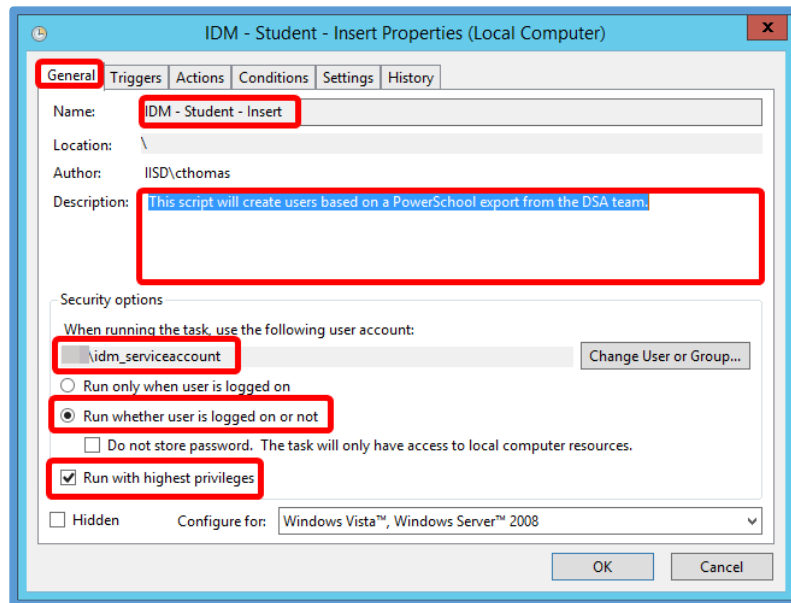 IDM - Student - Insert Properties (Local Computer)
x
General Triggers Actions Conditions Settings History
Name: IDM - Student - Insert
Location: \
Author: IISD\cthomas
Description: This script will create users based on a PowerSchool export from the DSA team.
Security options
When running the task, use the following user account:
\idm_serviceaccount Change User or Group...
Run only when user is logged on
Run whether user is logged on or not
Do not store password. The task will only have access to local computer resources.
Run with highest privileges
Hidden Configure for: Windows Vista™, Windows Server™ 2008
OK Cancel